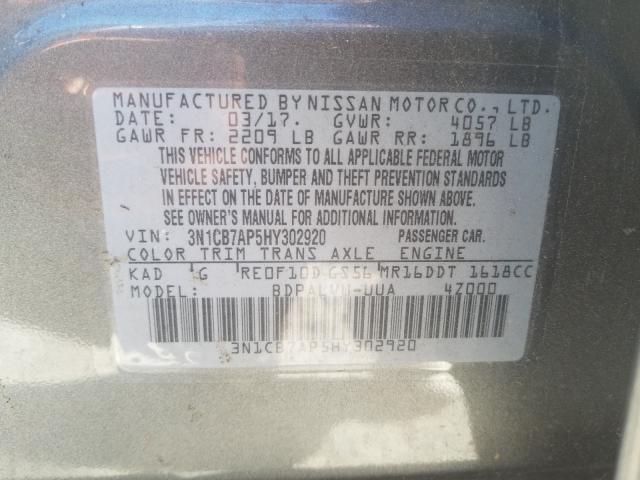 MANUFACTURED BY NISSAN MOTOR CO., LTD.
DATE: 03/17. GVWR: 4057 LB
GAWR FR: 2209 LB GAWR RR: 1896 LB
THIS VEHICLE CONFORMS TO ALL APPLICABLE FEDERAL MOTOR
VEHICLE SAFETY, BUMPER AND THEFT PREVENTION STANDARDS
IN EFFECT ON THE DATE OF MANUFACTURE SHOWN ABOVE.
SEE OWNER'S MANUAL FOR ADDITIONAL INFORMATION.
VIN: 3N1CB7AP5HY302920 PASSENGER CAR.
COLOR TRIM TRANS AXLE ENGINE
KAD G RE0F10D GS56 MR16DDT 1618CC
MODEL: 4Z000
3N1CB7AP5HY302920